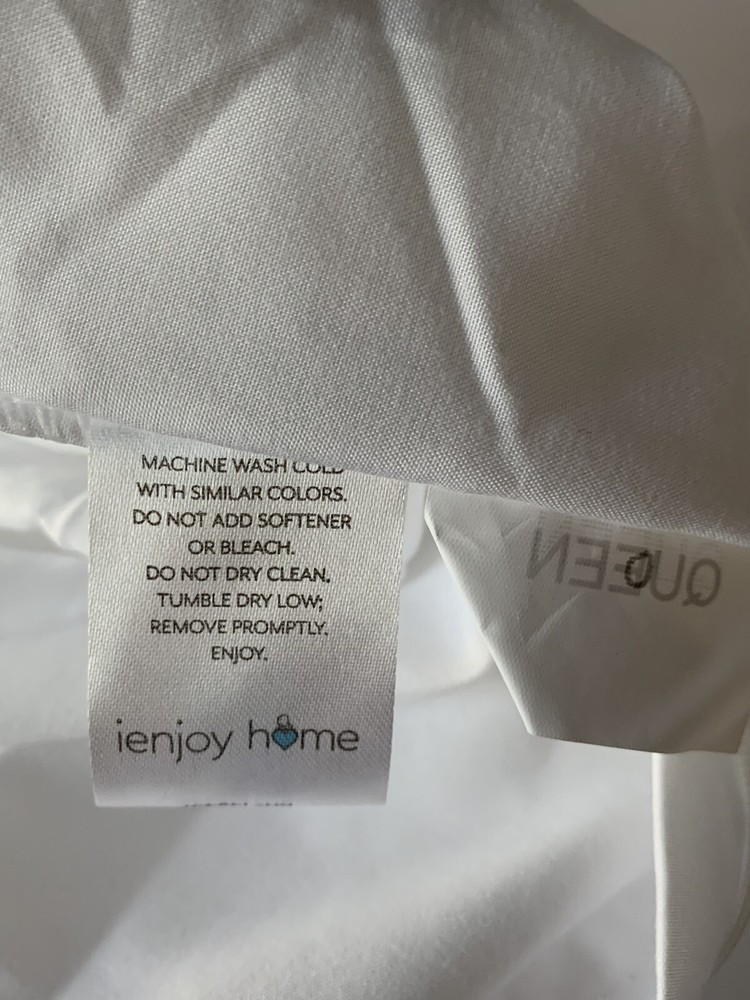 MACHINE WASH COLD
WITH SIMILAR COLORS.
DO NOT ADD SOFTENER
OR BLEACH.
DO NOT DRY CLEAN.
TUMBLE DRY LOW;
REMOVE PROMPTLY.
ENJOY.
ienjoy home
QUEEN